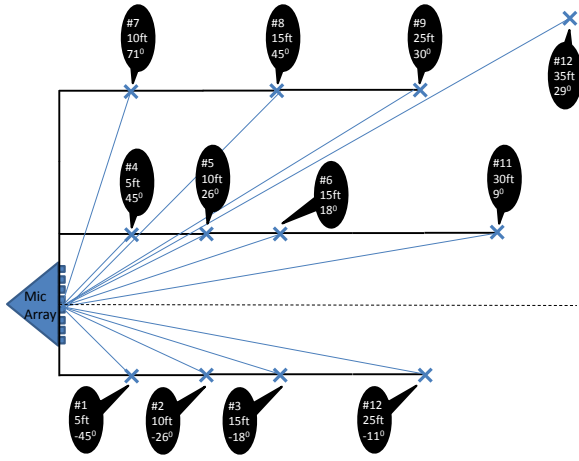 #7
10ft
71⁰
#8
15ft
45⁰
#9
25ft
30⁰
#12
35ft
29⁰
#4
5ft
45⁰
#5
10ft
26⁰
#6
15ft
18⁰
#11
30ft
9⁰
Mic
Array
#1
5ft
-45⁰
#2
10ft
-26⁰
#3
15ft
-18⁰
#12
25ft
-11⁰